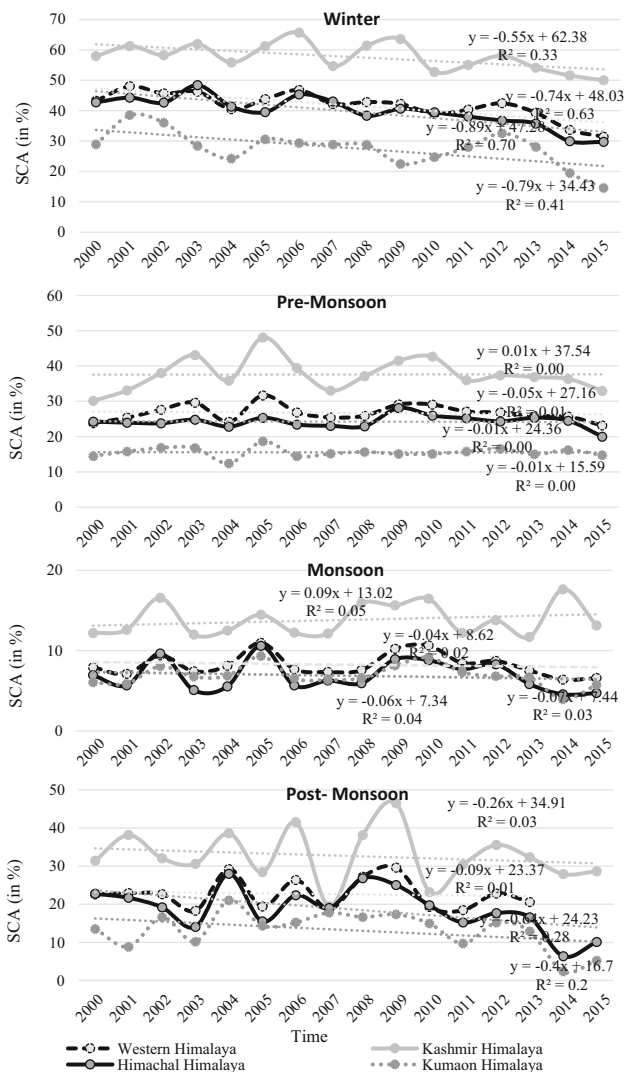 Winter
70
60
50
40
30
20
10
0
SCA (in %)
y = -0.55x + 62.38
R² = 0.33
y = -0.74x + 48.03
R² = 0.63
y = -0.89x + 47.28
R² = 0.70
y = -0.79x + 34.43
R² = 0.41
2000 2001 2002 2003 2004 2005 2006 2007 2008 2009 2010 2011 2012 2013 2014 2015
Pre-Monsoon
60
50
40
30
20
10
0
SCA (in %)
y = 0.01x + 37.54
R² = 0.00
y = -0.05x + 27.16
R² = 0.01
y = -0.01x + 24.36
R² = 0.00
y = -0.01x + 15.59
R² = 0.00
2000 2001 2002 2003 2004 2005 2006 2007 2008 2009 2010 2011 2012 2013 2014 2015
Monsoon
20
10
0
SCA (in %)
y = 0.09x + 13.02
R² = 0.05
y = -0.04x + 8.62
R² = 0.02
y = -0.06x + 7.34
R² = 0.04
y = -0.07x + 7.44
R² = 0.03
2000 2001 2002 2003 2004 2005 2006 2007 2008 2009 2010 2011 2012 2013 2014 2015
Post- Monsoon
50
40
30
20
10
0
SCA (in %)
y = -0.26x + 34.91
R² = 0.03
y = -0.09x + 23.37
R² = 0.01
y = -0.64x + 24.23
R² = 0.28
y = -0.4x + 16.7
R² = 0.2
2000 2001 2002 2003 2004 2005 2006 2007 2008 2009 2010 2011 2012 2013 2014 2015
Time
Western Himalaya
Kashmir Himalaya
Himachal Himalaya
Kumaon Himalaya